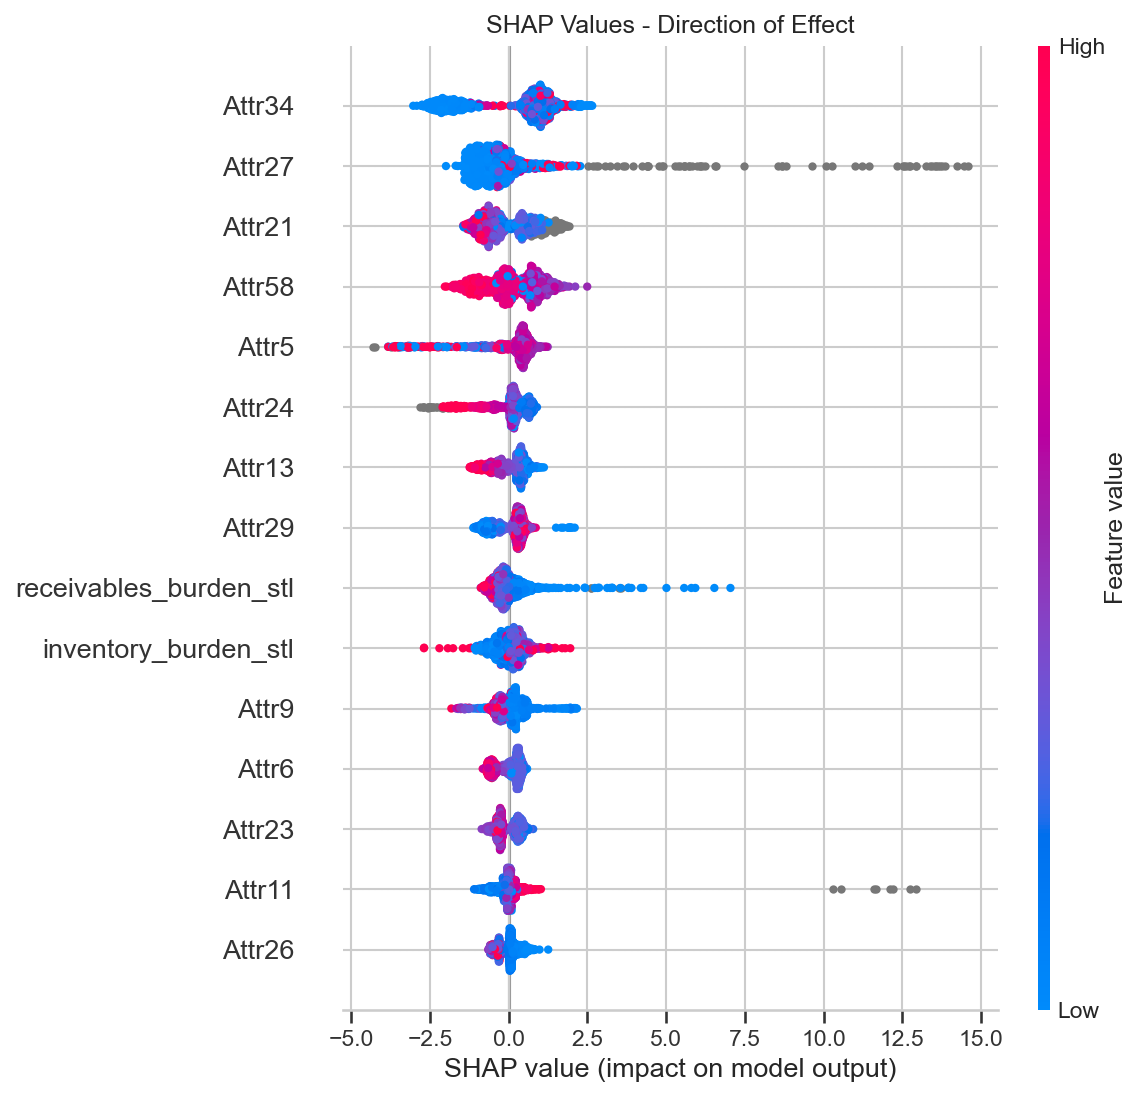 SHAP Values - Direction of Effect
High
Attr34
Attr27
Attr21
Attr58
Attr5
Attr24
Attr13
Attr29
receivables_burden_stl
inventory_burden_stl
Attr9
Attr6
Attr23
Attr11
Attr26
Feature value
Low
−5.0 −2.5 0.0 2.5 5.0 7.5 10.0 12.5 15.0
SHAP value (impact on model output)